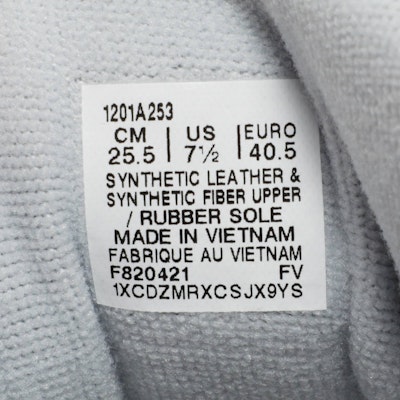 1201A253
CM | US | EURO
25.5 | 7½ | 40.5
SYNTHETIC LEATHER &
SYNTHETIC FIBER UPPER
/ RUBBER SOLE
MADE IN VIETNAM
FABRIQUE AU VIETNAM
F820421 FV
1XCDZMRXCSJX9YS